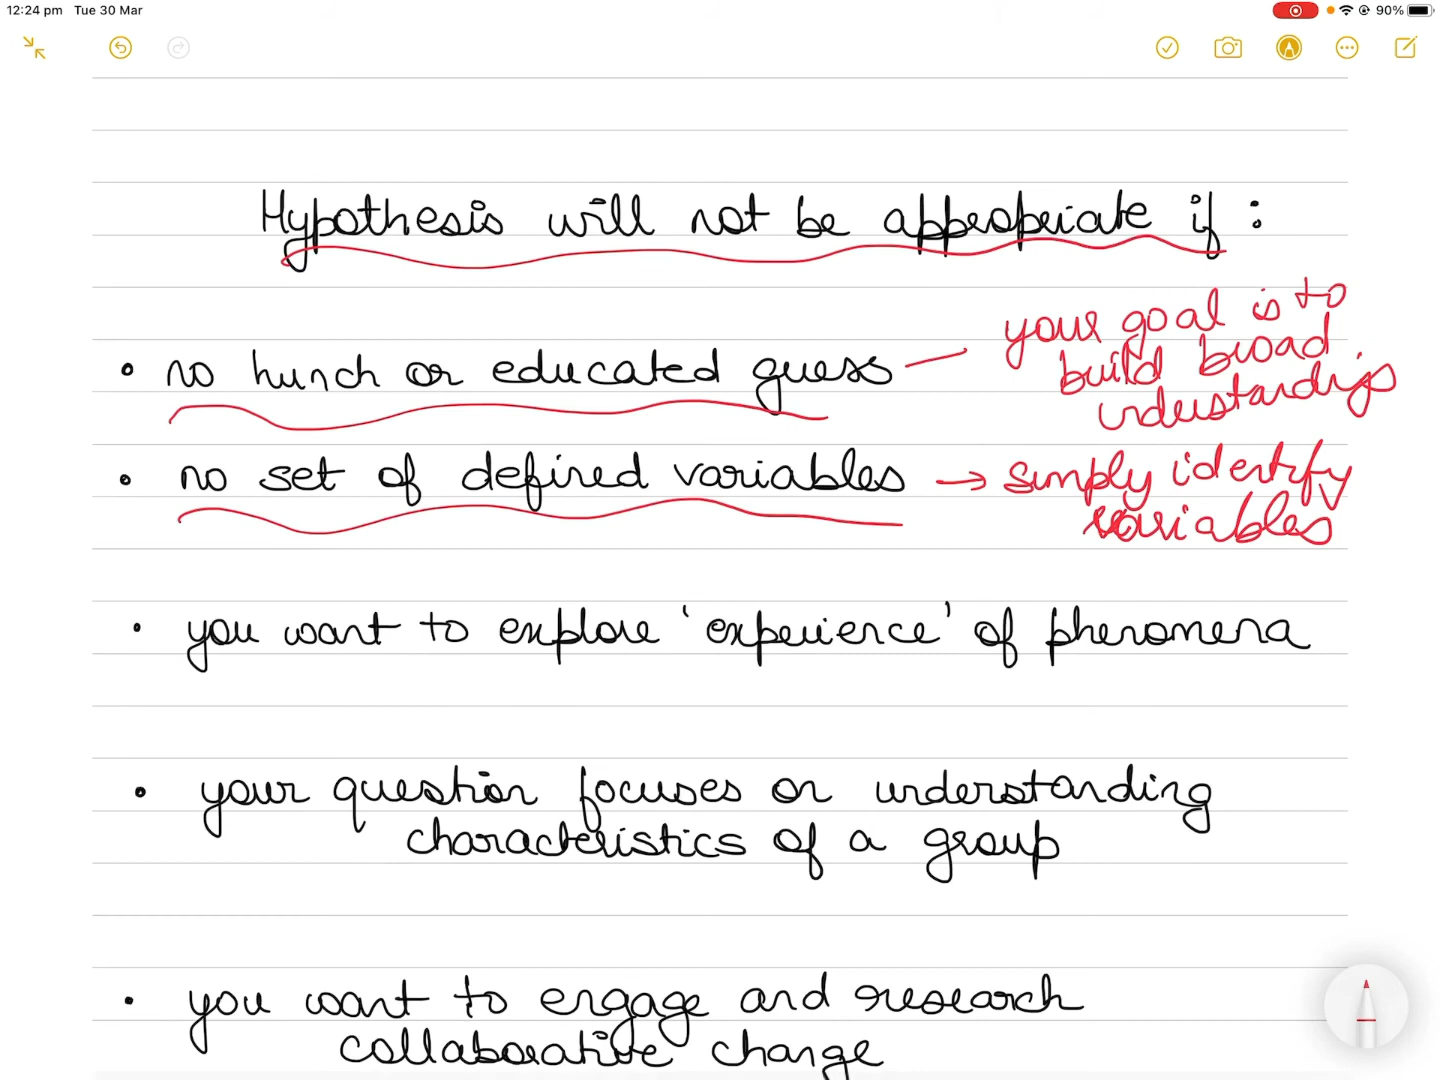 12:24 pm Tue 30 Mar
90%
Hypothesis will not be appropriate if :
• no hunch or educated guess — your goal is to
build broad
understandings
• no set of defined variables → simply identify
variables
• you want to explore 'experience' of phenomena
• your question focuses on understanding
characteristics of a group
• you want to engage and research
collaborative change